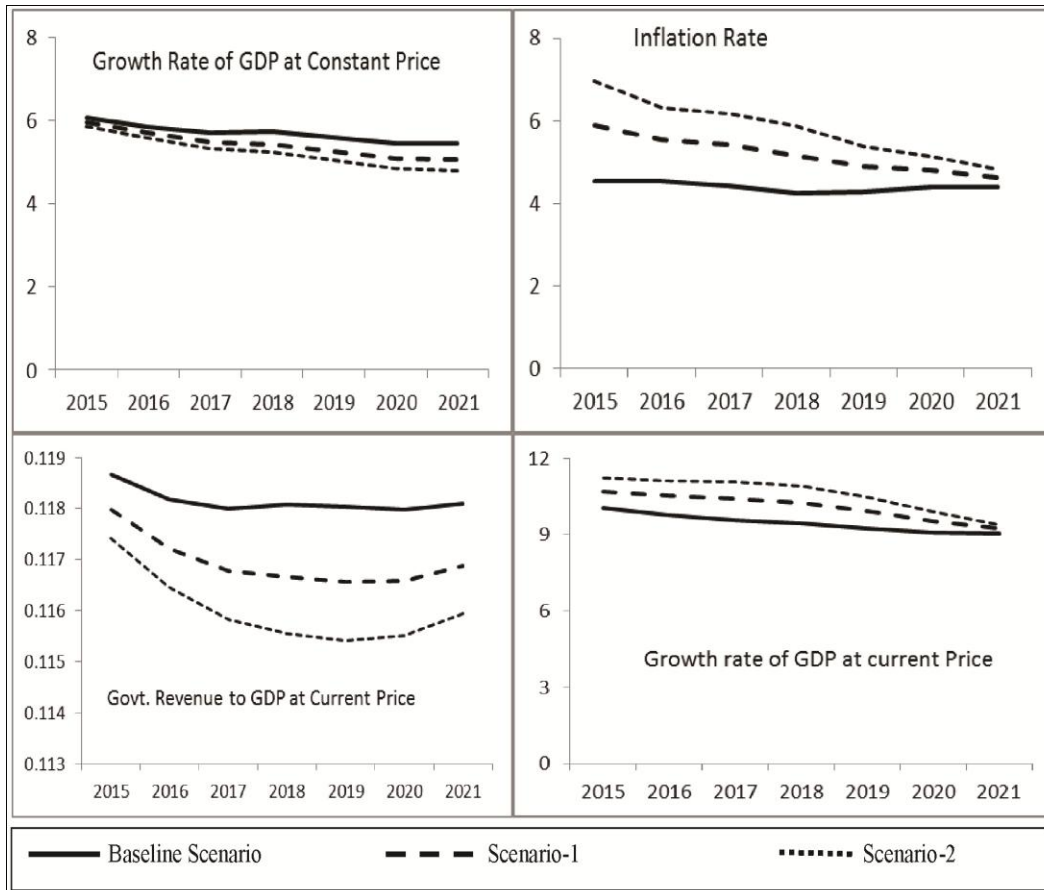 Growth Rate of GDP at Constant Price
8
6
4
2
0
2015 2016 2017 2018 2019 2020 2021
Inflation Rate
8
6
4
2
0
2015 2016 2017 2018 2019 2020 2021
0.119
0.118
0.117
0.116
0.115
0.114
0.113
Govt. Revenue to GDP at Current Price
2015 2016 2017 2018 2019 2020 2021
12
9
6
3
0
Growth rate of GDP at current Price
2015 2016 2017 2018 2019 2020 2021
Baseline Scenario Scenario-1 Scenario-2